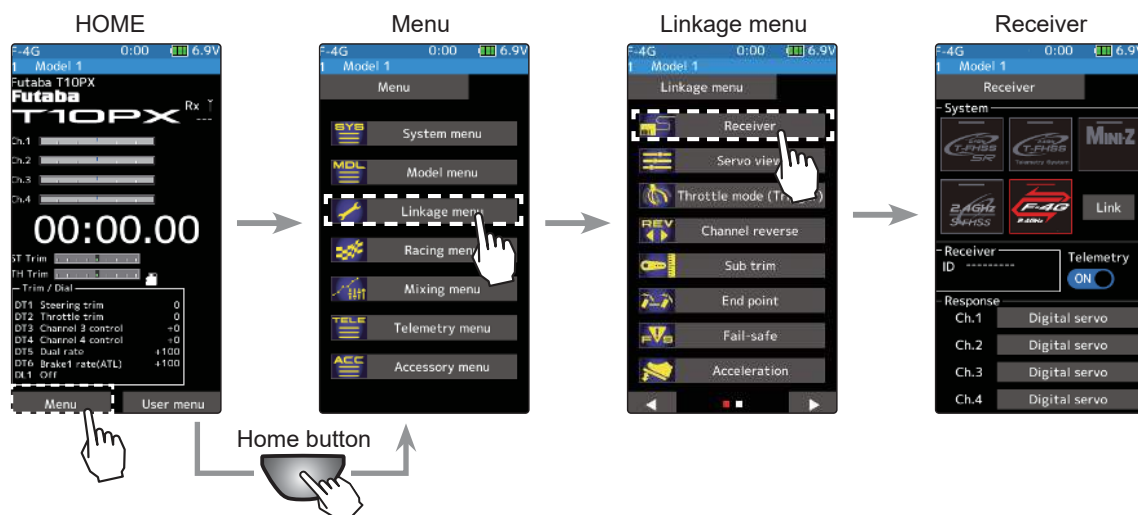 HOME
F-4G 0:00 6.9V
1 Model 1
Futaba T10PX
Futaba
T10PX
Rx
---
Ch.1
Ch.2
Ch.3
Ch.4
00:00.00
ST Trim
TH Trim
Trim / Dial
DT1 Steering trim 0
DT2 Throttle trim 0
DT3 Channel 3 control +0
DT4 Channel 4 control +0
DT5 Dual rate +100
DT6 Brake1 rate(ATL) +100
DL1 Off
Menu User menu
Home button
Menu
F-4G 0:00 6.9V
1 Model 1
Menu
SYS System menu
MDL Model menu
Linkage menu
Racing menu
Mixing menu
TELE Telemetry menu
ACC Accessory menu
Linkage menu
F-4G 0:00 6.9V
1 Model 1
Linkage menu
Receiver
Servo view
Throttle mode (Tr
REV Channel reverse
Sub trim
End point
F/S Fail-safe
Acceleration
Receiver
F-4G 0:00 6.9V
1 Model 1
Receiver
System
T-FHSS
SR
T-FHSS
Telemetry System
MINI-Z
2.4GHz
S-FHSS
F-4G
2.4GHz
Link
Receiver
ID ---------
Telemetry
ON
Response
Ch.1 Digital servo
Ch.2 Digital servo
Ch.3 Digital servo
Ch.4 Digital servo